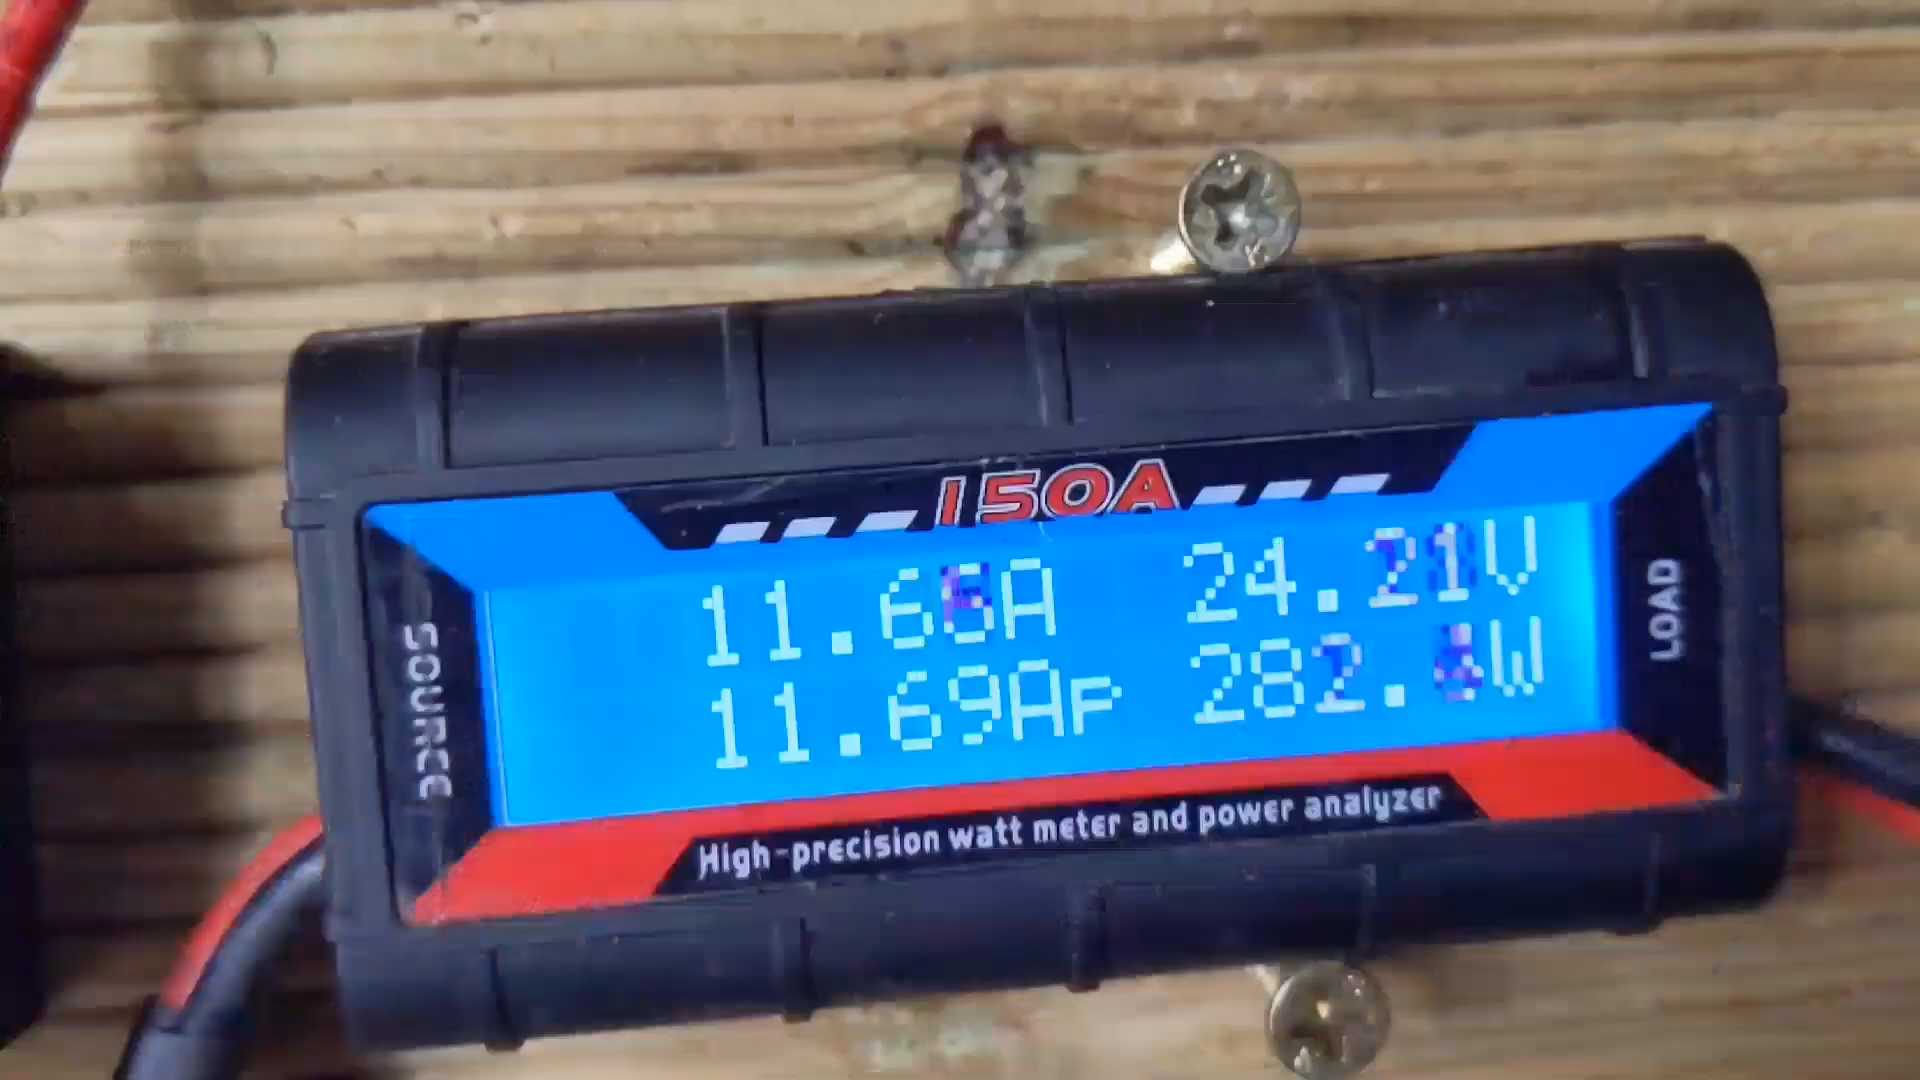 150A
11.66A 24.21V
11.69Ap 282.W
SOURCE
LOAD
High-precision watt meter and power analyzer